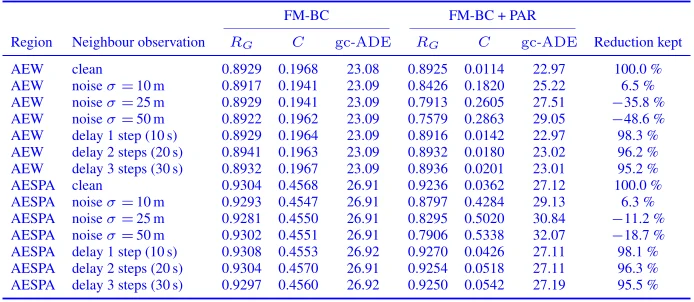 FM-BC FM-BC + PAR
Region Neighbour observation R_G C gc-ADE R_G C gc-ADE Reduction kept
AEW clean 0.8929 0.1968 23.08 0.8925 0.0114 22.97 100.0 %
AEW noise σ = 10 m 0.8917 0.1941 23.09 0.8426 0.1820 25.22 6.5 %
AEW noise σ = 25 m 0.8929 0.1941 23.09 0.7913 0.2605 27.51 −35.8 %
AEW noise σ = 50 m 0.8922 0.1962 23.09 0.7579 0.2863 29.05 −48.6 %
AEW delay 1 step (10 s) 0.8929 0.1964 23.09 0.8916 0.0142 22.97 98.3 %
AEW delay 2 steps (20 s) 0.8941 0.1963 23.09 0.8932 0.0180 23.02 96.2 %
AEW delay 3 steps (30 s) 0.8932 0.1967 23.09 0.8936 0.0201 23.01 95.2 %
AESPA clean 0.9304 0.4568 26.91 0.9236 0.0362 27.12 100.0 %
AESPA noise σ = 10 m 0.9293 0.4547 26.91 0.8797 0.4284 29.13 6.3 %
AESPA noise σ = 25 m 0.9281 0.4550 26.91 0.8295 0.5020 30.84 −11.2 %
AESPA noise σ = 50 m 0.9302 0.4551 26.91 0.7906 0.5338 32.07 −18.7 %
AESPA delay 1 step (10 s) 0.9308 0.4553 26.92 0.9270 0.0426 27.11 98.1 %
AESPA delay 2 steps (20 s) 0.9304 0.4570 26.91 0.9254 0.0518 27.11 96.3 %
AESPA delay 3 steps (30 s) 0.9297 0.4560 26.92 0.9250 0.0542 27.19 95.5 %